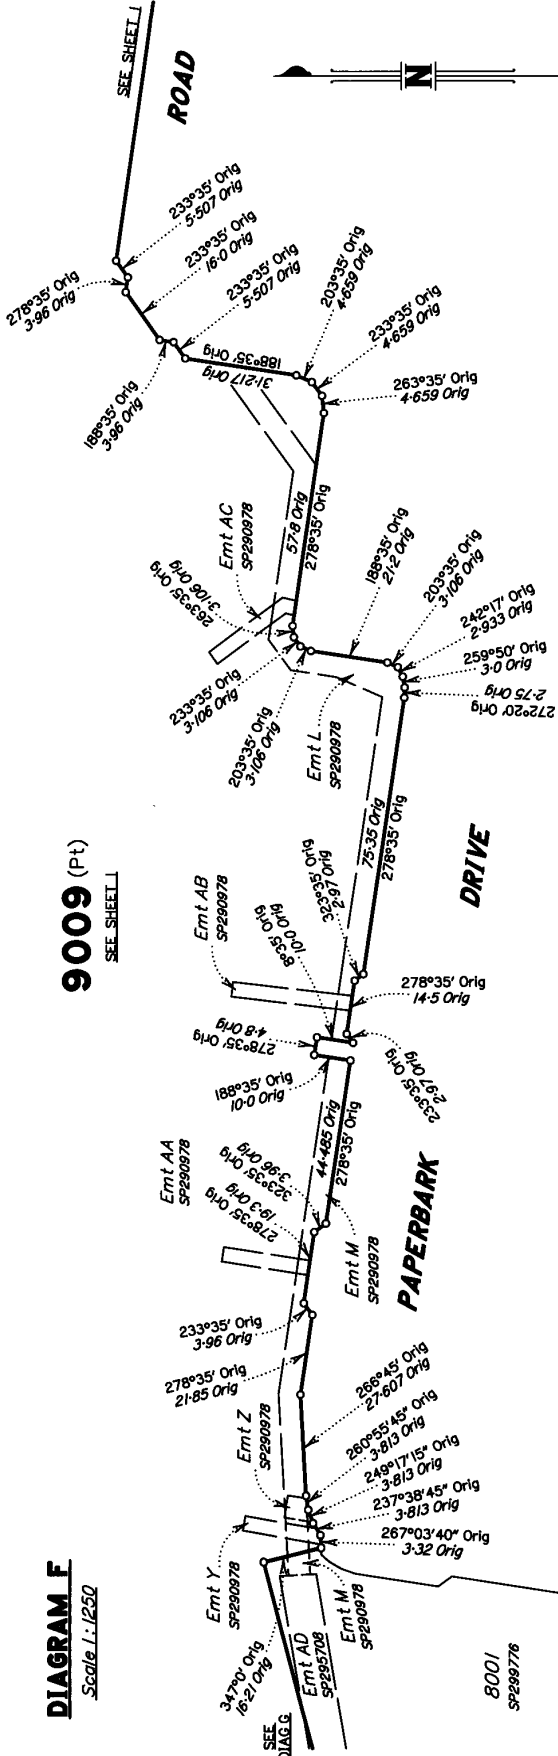 DIAGRAM F
Scale 1:1250
9009 (Pt)
SEE SHEET 1
SEE SHEET 1
ROAD
N
278°35' Orig
3·96 Orig
233°35' Orig
5·507 Orig
233°35' Orig
16·0 Orig
233°35' Orig
5·507 Orig
188°35' Orig
3·96 Orig
188°35' Orig
31·217 Orig
203°35' Orig
4·659 Orig
233°35' Orig
4·659 Orig
263°35' Orig
4·659 Orig
57·8 Orig
278°35' Orig
Emt AC
SP290978
263°35' Orig
3·106 Orig
233°35' Orig
3·106 Orig
203°35' Orig
3·106 Orig
188°35' Orig
21·2 Orig
203°35' Orig
3·106 Orig
242°17' Orig
2·933 Orig
259°50' Orig
3·0 Orig
272°20' Orig
2·75 Orig
Emt L
SP290978
75·35 Orig
278°35' Orig
DRIVE
323°35' Orig
2·97 Orig
Emt AB
SP290978
8°35' Orig
10·0 Orig
278°35' Orig
14·5 Orig
233°35' Orig
2·97 Orig
278°35' Orig
4·8 Orig
188°35' Orig
10·0 Orig
44·485 Orig
278°35' Orig
Emt AA
SP290978
323°35' Orig
3·96 Orig
278°35' Orig
19·3 Orig
Emt M
SP290978
PAPERBARK
233°35' Orig
3·96 Orig
278°35' Orig
21·85 Orig
266°45' Orig
27·607 Orig
260°55'45" Orig
3·813 Orig
249°17'15" Orig
3·813 Orig
237°38'45" Orig
3·813 Orig
267°03'40" Orig
3·32 Orig
Emt Z
SP290978
Emt Y
SP290978
347°0' Orig
16·21 Orig
Emt M
SP290978
Emt AD
SP295708
SEE
DIAG G
8001
SP299776